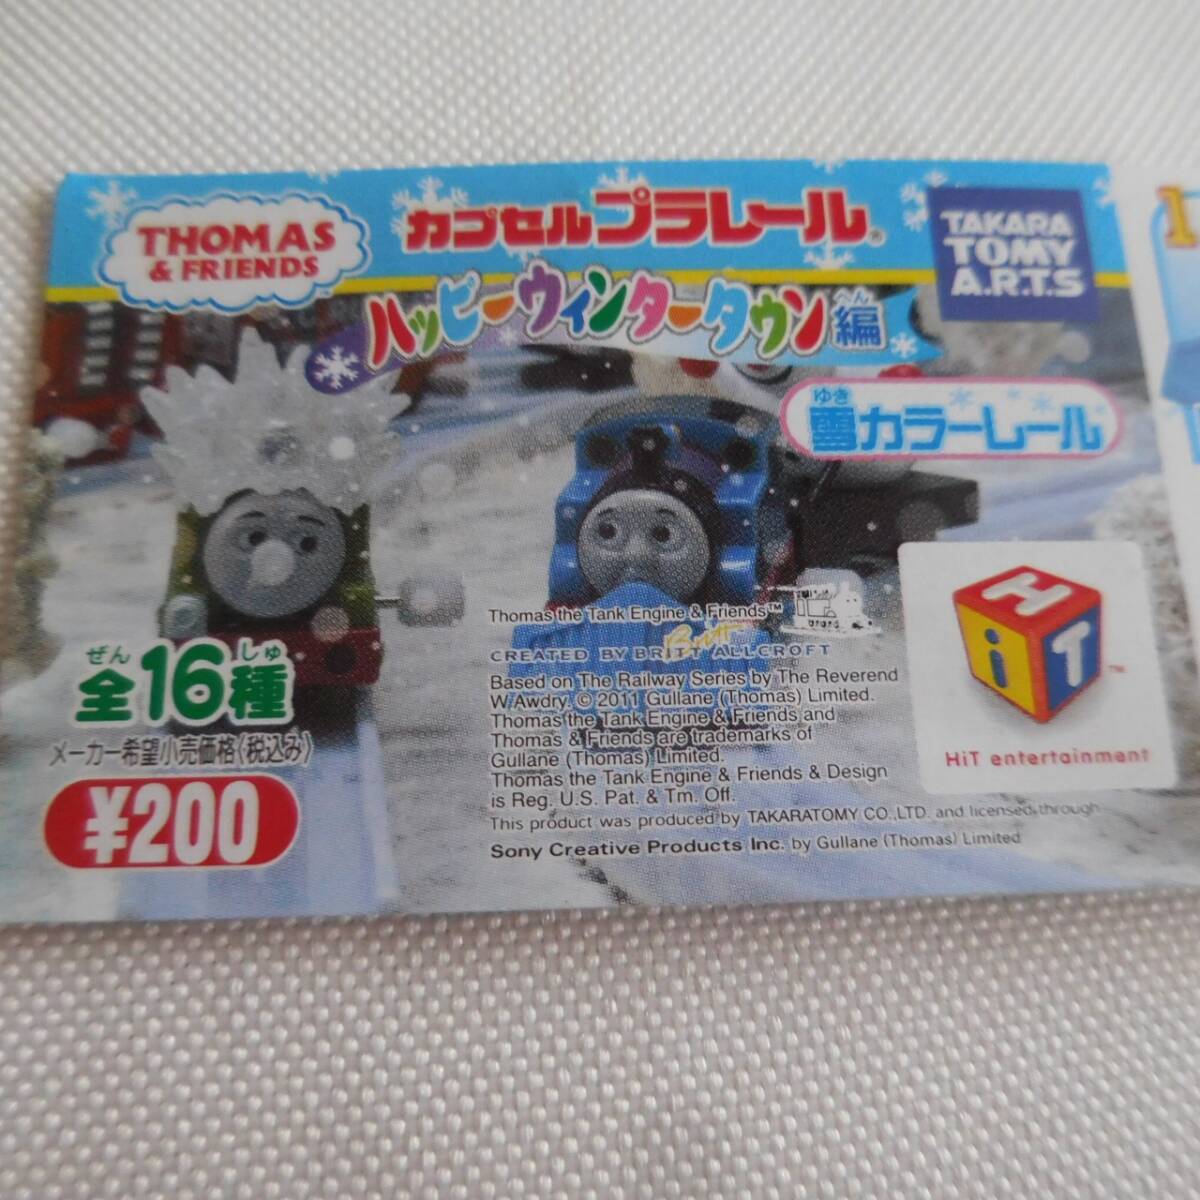 THOMAS
& FRIENDS
カプセルプラレール®
TAKARA
TOMY
A.R.T.S
ハッピーウィンタータウン編
へん
ゆき
雪カラーレール
ぜん しゅ
全16種
メーカー希望小売価格(税込み)
¥200
Thomas the Tank Engine & Friends™
CREATED BY BRITT ALLCROFT
Based on The Railway Series by The Reverend
W Awdry. © 2011 Gullane (Thomas) Limited.
Thomas the Tank Engine & Friends and
Thomas & Friends are trademarks of
Gullane (Thomas) Limited.
Thomas the Tank Engine & Friends & Design
is Reg. U.S. Pat. & Tm. Off.
This product was produced by TAKARATOMY CO.,LTD. and licensed through
Sony Creative Products Inc. by Gullane (Thomas) Limited
HiT
HiT entertainment
1